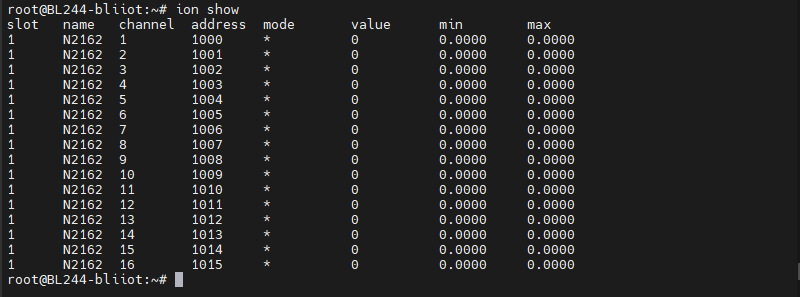 root@BL244-bliiot:~# ion show
slot name channel address mode value min max
1 N2162 1 1000 * 0 0.0000 0.0000
1 N2162 2 1001 * 0 0.0000 0.0000
1 N2162 3 1002 * 0 0.0000 0.0000
1 N2162 4 1003 * 0 0.0000 0.0000
1 N2162 5 1004 * 0 0.0000 0.0000
1 N2162 6 1005 * 0 0.0000 0.0000
1 N2162 7 1006 * 0 0.0000 0.0000
1 N2162 8 1007 * 0 0.0000 0.0000
1 N2162 9 1008 * 0 0.0000 0.0000
1 N2162 10 1009 * 0 0.0000 0.0000
1 N2162 11 1010 * 0 0.0000 0.0000
1 N2162 12 1011 * 0 0.0000 0.0000
1 N2162 13 1012 * 0 0.0000 0.0000
1 N2162 14 1013 * 0 0.0000 0.0000
1 N2162 15 1014 * 0 0.0000 0.0000
1 N2162 16 1015 * 0 0.0000 0.0000
root@BL244-bliiot:~#